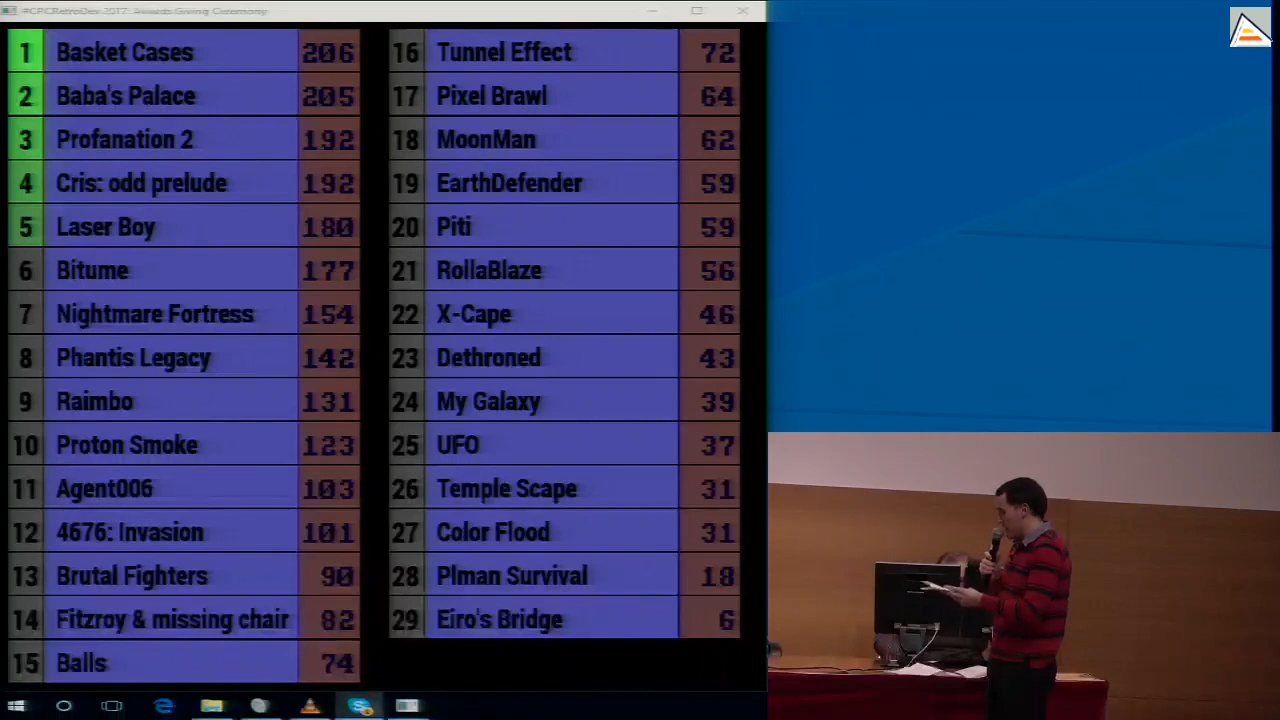 #CPCRetroDev 2017: Awards Giving Ceremony
1 Basket Cases 206
2 Baba's Palace 205
3 Profanation 2 192
4 Cris: odd prelude 192
5 Laser Boy 180
6 Bitume 177
7 Nightmare Fortress 154
8 Phantis Legacy 142
9 Raimbo 131
10 Proton Smoke 123
11 Agent006 103
12 4676: Invasion 101
13 Brutal Fighters 90
14 Fitzroy & missing chair 82
15 Balls 74
16 Tunnel Effect 72
17 Pixel Brawl 64
18 MoonMan 62
19 EarthDefender 59
20 Piti 59
21 RollaBlaze 56
22 X-Cape 46
23 Dethroned 43
24 My Galaxy 39
25 UFO 37
26 Temple Scape 31
27 Color Flood 31
28 Plman Survival 18
29 Eiro's Bridge 6